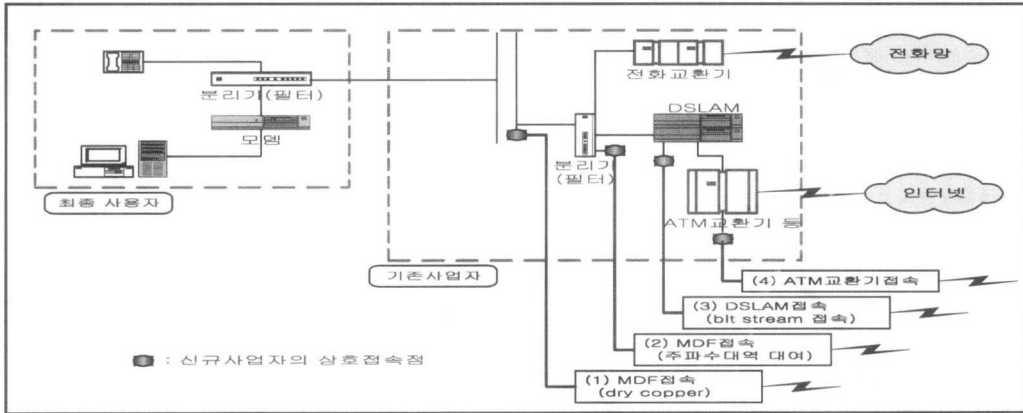 전화망
전화교환기
분리기(필터)
DSLAM
모뎀
분리기
(필터)
인터넷
최종 사용자
ATM교환기 등
기존사업자
(4) ATM교환기접속
(3) DSLAM접속
(bit stream 접속)
(2) MDF접속
(주파수대역 대여)
: 신규사업자의 상호접속점
(1) MDF접속
(dry copper)